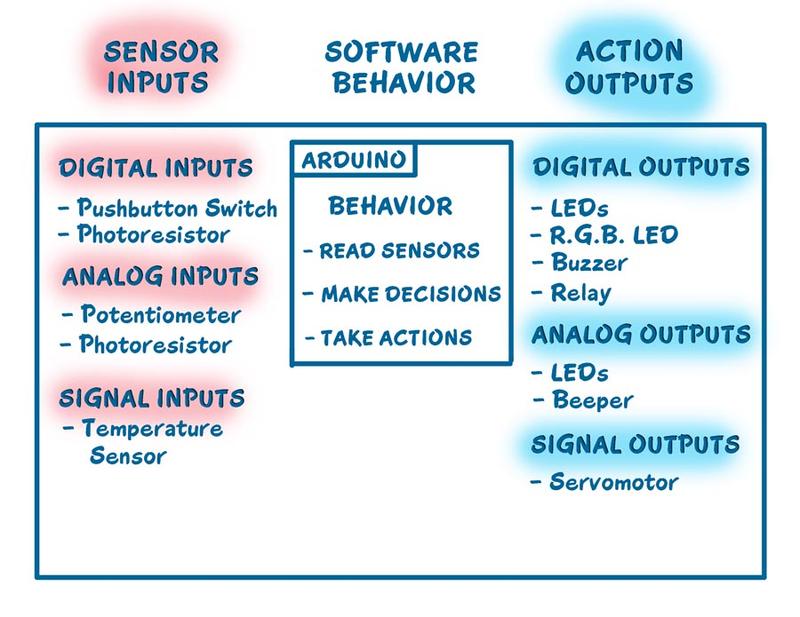 SENSOR
INPUTS
SOFTWARE
BEHAVIOR
ACTION
OUTPUTS
DIGITAL INPUTS
- Pushbutton Switch
- Photoresistor
ANALOG INPUTS
- Potentiometer
- Photoresistor
SIGNAL INPUTS
- Temperature
Sensor
ARDUINO
BEHAVIOR
- READ SENSORS
- MAKE DECISIONS
- TAKE ACTIONS
DIGITAL OUTPUTS
- LEDs
- R.G.B. LED
- Buzzer
- Relay
ANALOG OUTPUTS
- LEDs
- Beeper
SIGNAL OUTPUTS
- Servomotor